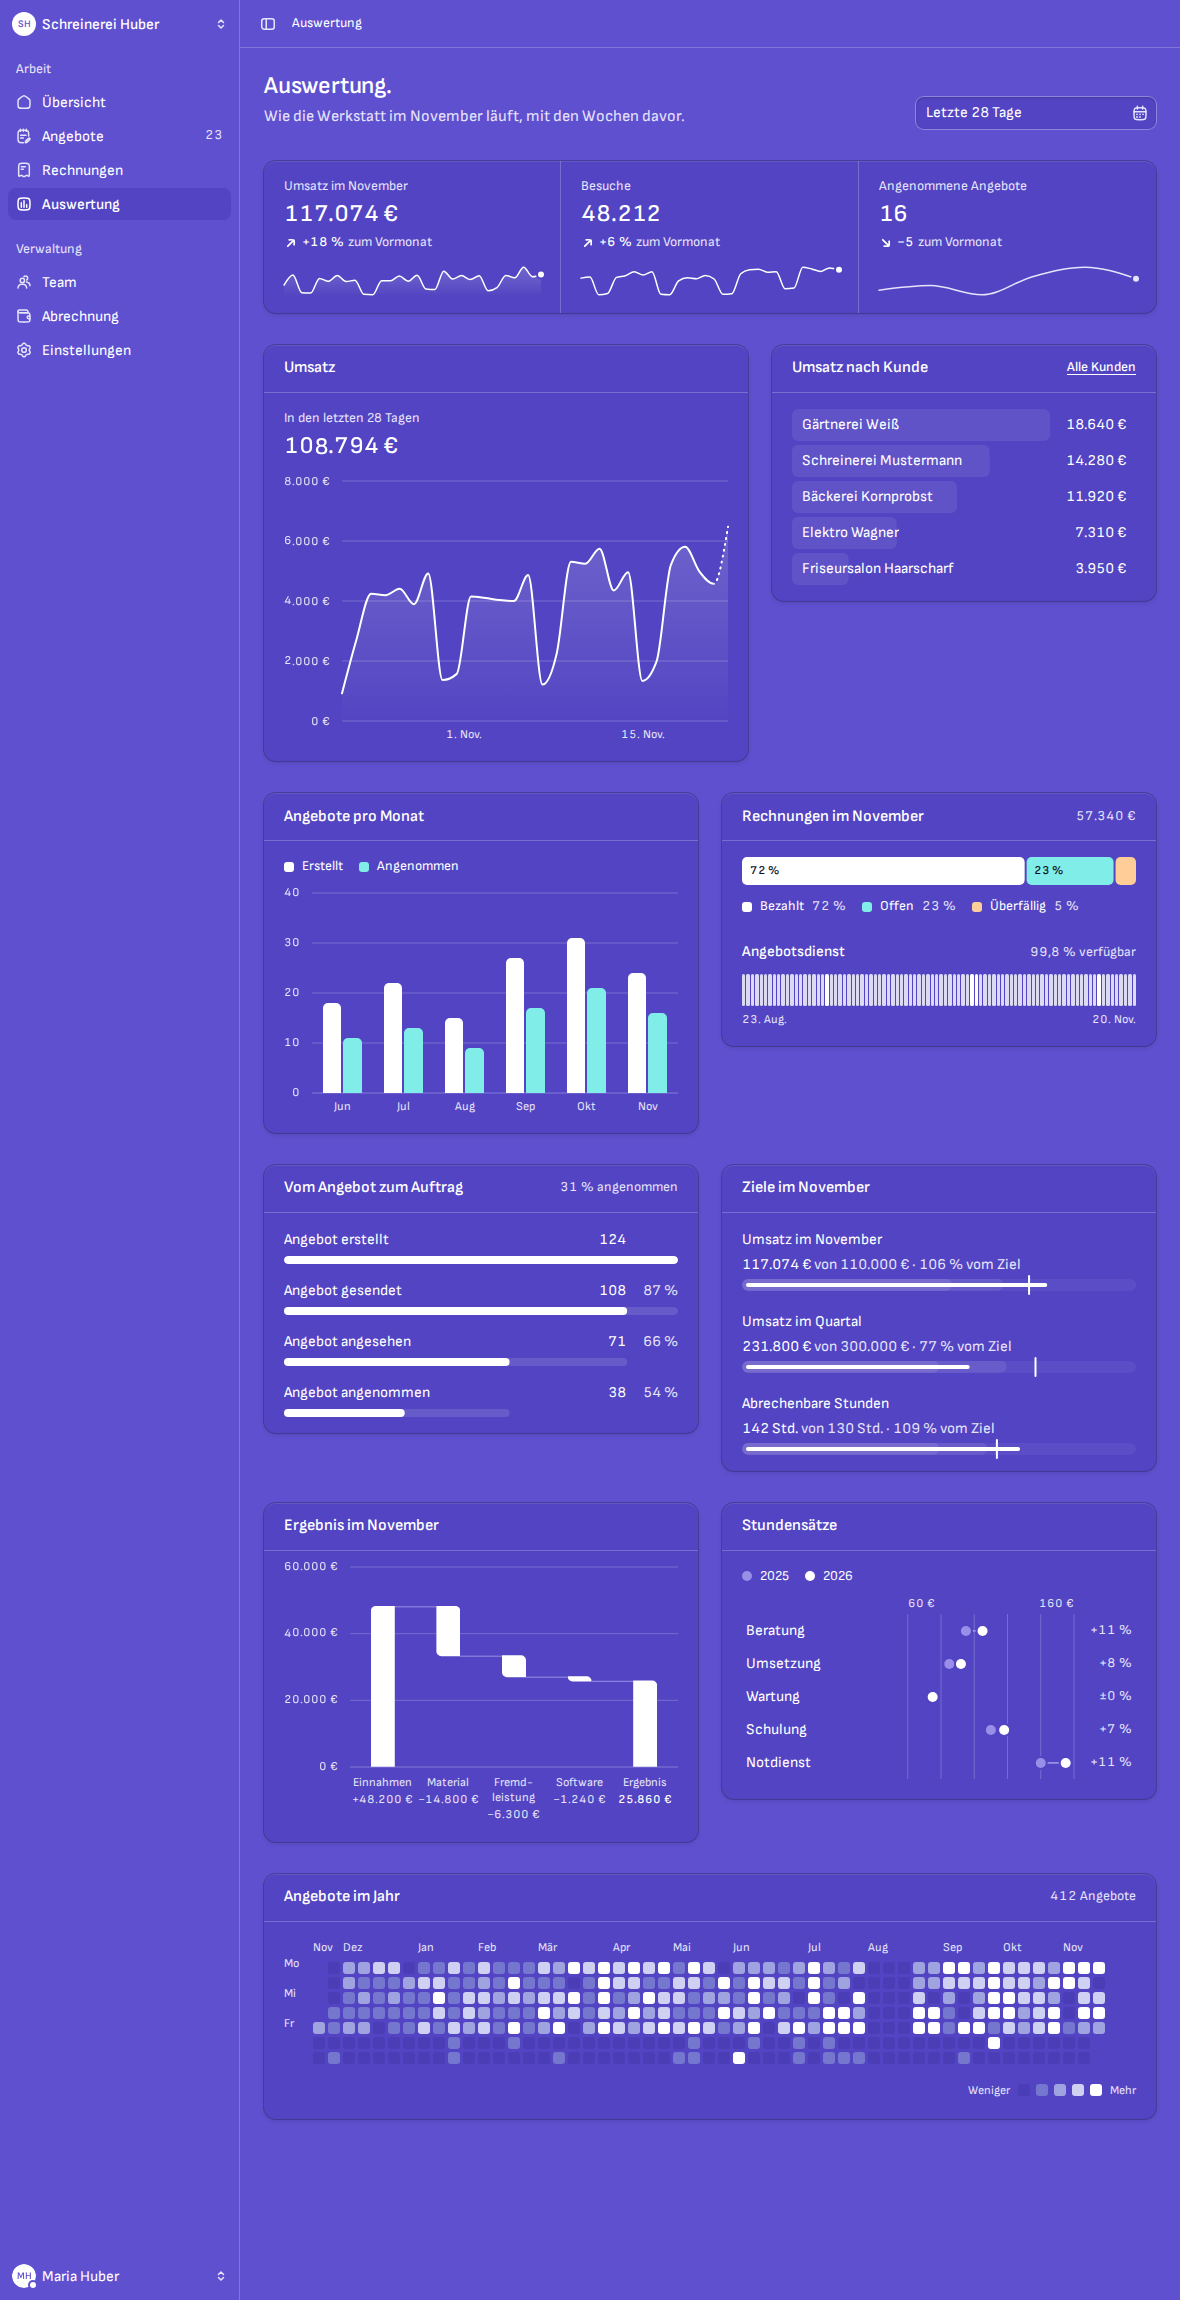 SH Schreinerei Huber
Arbeit
Übersicht
Angebote 23
Rechnungen
Auswertung
Verwaltung
Team
Abrechnung
Einstellungen
MH Maria Huber
Auswertung
Auswertung.
Wie die Werkstatt im November läuft, mit den Wochen davor.
Letzte 28 Tage
Umsatz im November
117.074 €
+18 % zum Vormonat
Besuche
48.212
+6 % zum Vormonat
Angenommene Angebote
16
−5 zum Vormonat
Umsatz
In den letzten 28 Tagen
108.794 €
8.000 €
6.000 €
4.000 €
2.000 €
0 €
1. Nov. 15. Nov.
Umsatz nach Kunde Alle Kunden
Gärtnerei Weiß 18.640 €
Schreinerei Mustermann 14.280 €
Bäckerei Kornprobst 11.920 €
Elektro Wagner 7.310 €
Friseursalon Haarscharf 3.950 €
Angebote pro Monat
Erstellt Angenommen
40
30
20
10
0
Jun Jul Aug Sep Okt Nov
Rechnungen im November 57.340 €
72 % 23 %
Bezahlt 72 % Offen 23 % Überfällig 5 %
Angebotsdienst 99,8 % verfügbar
23. Aug. 20. Nov.
Vom Angebot zum Auftrag 31 % angenommen
Angebot erstellt 124
Angebot gesendet 108 87 %
Angebot angesehen 71 66 %
Angebot angenommen 38 54 %
Ziele im November
Umsatz im November
117.074 € von 110.000 € · 106 % vom Ziel
Umsatz im Quartal
231.800 € von 300.000 € · 77 % vom Ziel
Abrechenbare Stunden
142 Std. von 130 Std. · 109 % vom Ziel
Ergebnis im November
60.000 €
40.000 €
20.000 €
0 €
Einnahmen Material Fremd- Software Ergebnis
leistung
+48.200 € −14.800 € −6.300 € −1.240 € 25.860 €
Stundensätze
2025 2026
60 € 160 €
Beratung +11 %
Umsetzung +8 %
Wartung ±0 %
Schulung +7 %
Notdienst +11 %
Angebote im Jahr 412 Angebote
Nov Dez Jan Feb Mär Apr Mai Jun Jul Aug Sep Okt Nov
Mo
Mi
Fr
Weniger Mehr